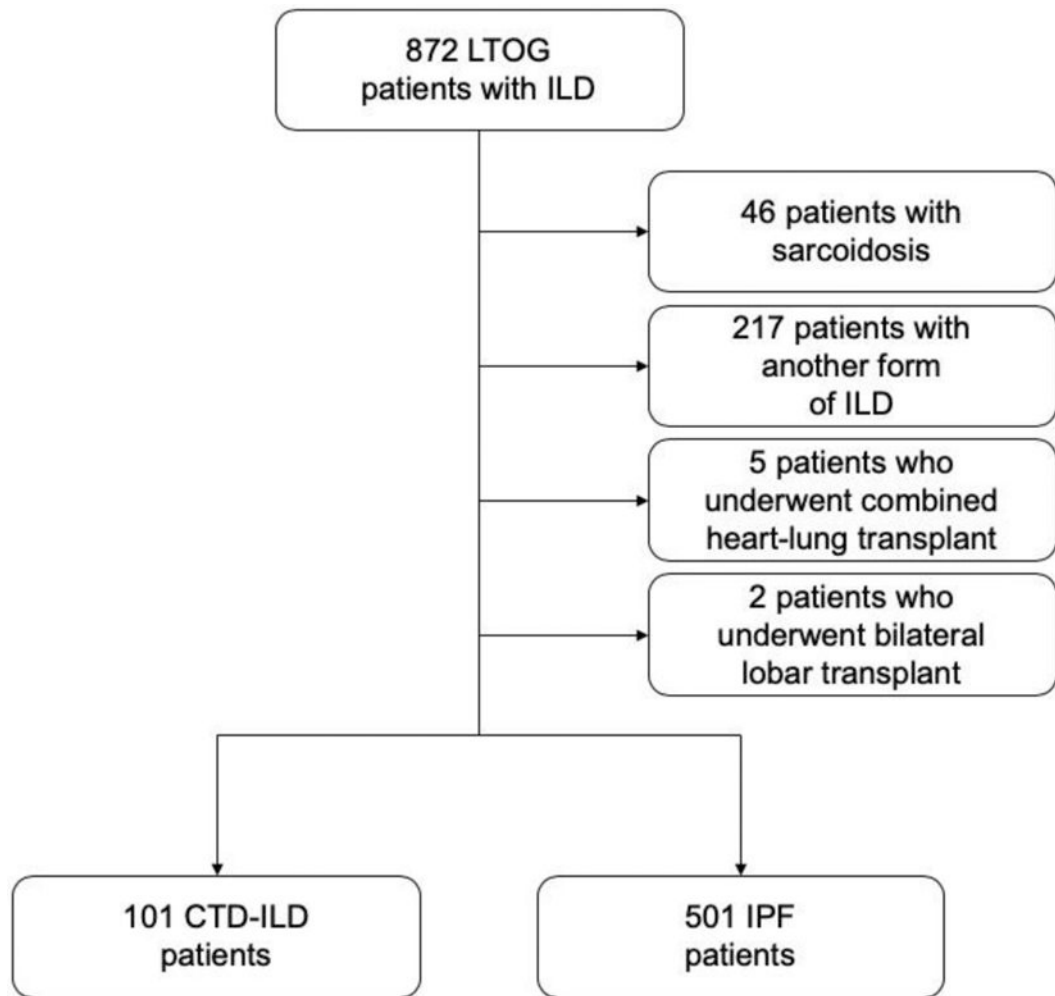 872 LTOG
patients with ILD
46 patients with
sarcoidosis
217 patients with
another form
of ILD
5 patients who
underwent combined
heart-lung transplant
2 patients who
underwent bilateral
lobar transplant
101 CTD-ILD
patients
501 IPF
patients